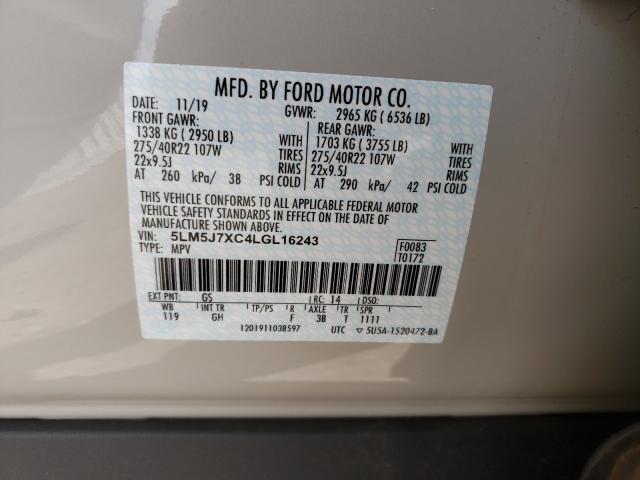 MFD. BY FORD MOTOR CO.
DATE: 11/19 GVWR: 2965 KG ( 6536 LB)
FRONT GAWR: REAR GAWR:
1338 KG ( 2950 LB) WITH 1703 KG ( 3755 LB) WITH
275/40R22 107W TIRES 275/40R22 107W TIRES
22x9.5J RIMS 22x9.5J RIMS
AT 260 kPa/ 38 PSI COLD AT 290 kPa/ 42 PSI COLD
THIS VEHICLE CONFORMS TO ALL APPLICABLE FEDERAL MOTOR
VEHICLE SAFETY STANDARDS IN EFFECT ON THE DATE OF
MANUFACTURE SHOWN ABOVE.
VIN: 5LM5J7XC4LGL16243 F0083
TYPE: MPV T0172
EXT PNT: GS RC: 14 DSO:
WB INT TR TP/PS R AXLE TR SPR
119 GH F 3B T 1111
1201911038597 UTC ▽ 5U5A-1520472-BA